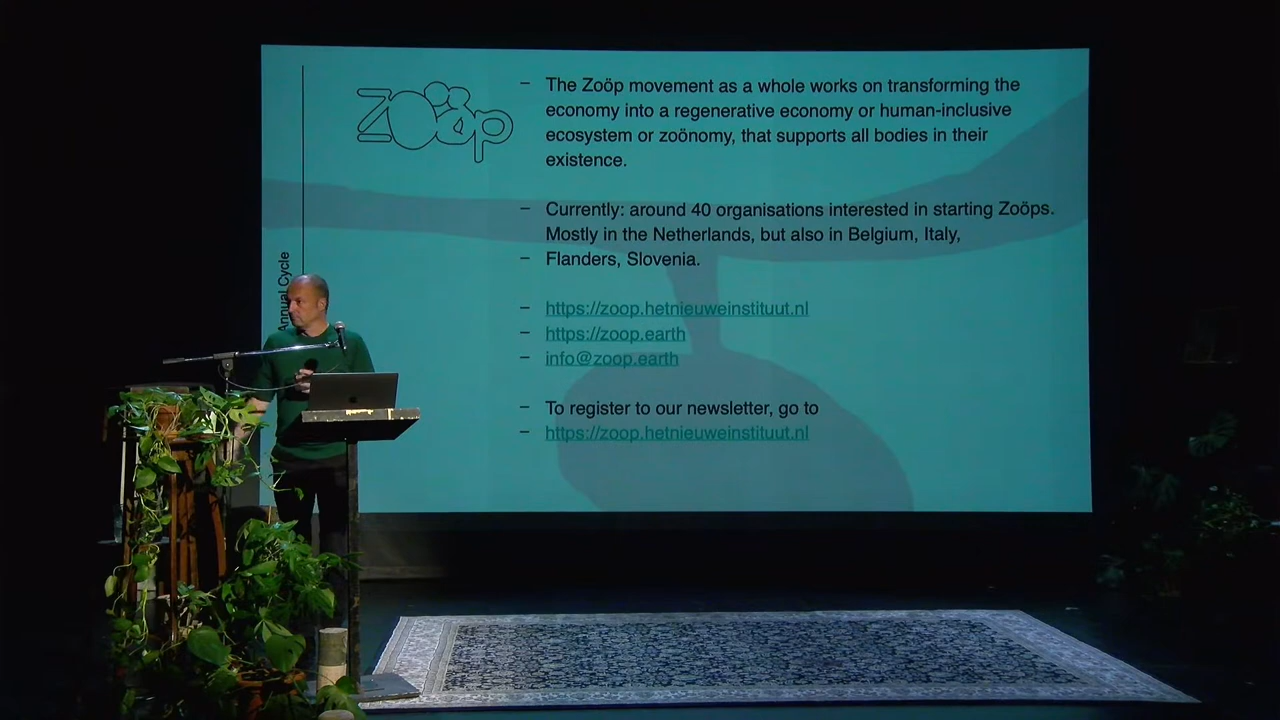 Zoöp
Annual Cycle
– The Zoöp movement as a whole works on transforming the
economy into a regenerative economy or human-inclusive
ecosystem or zoönomy, that supports all bodies in their
existence.
– Currently: around 40 organisations interested in starting Zoöps.
Mostly in the Netherlands, but also in Belgium, Italy,
– Flanders, Slovenia.
– https://zoop.hetnieuweinstituut.nl
– https://zoop.earth
– info@zoop.earth
– To register to our newsletter, go to
– https://zoop.hetnieuweinstituut.nl